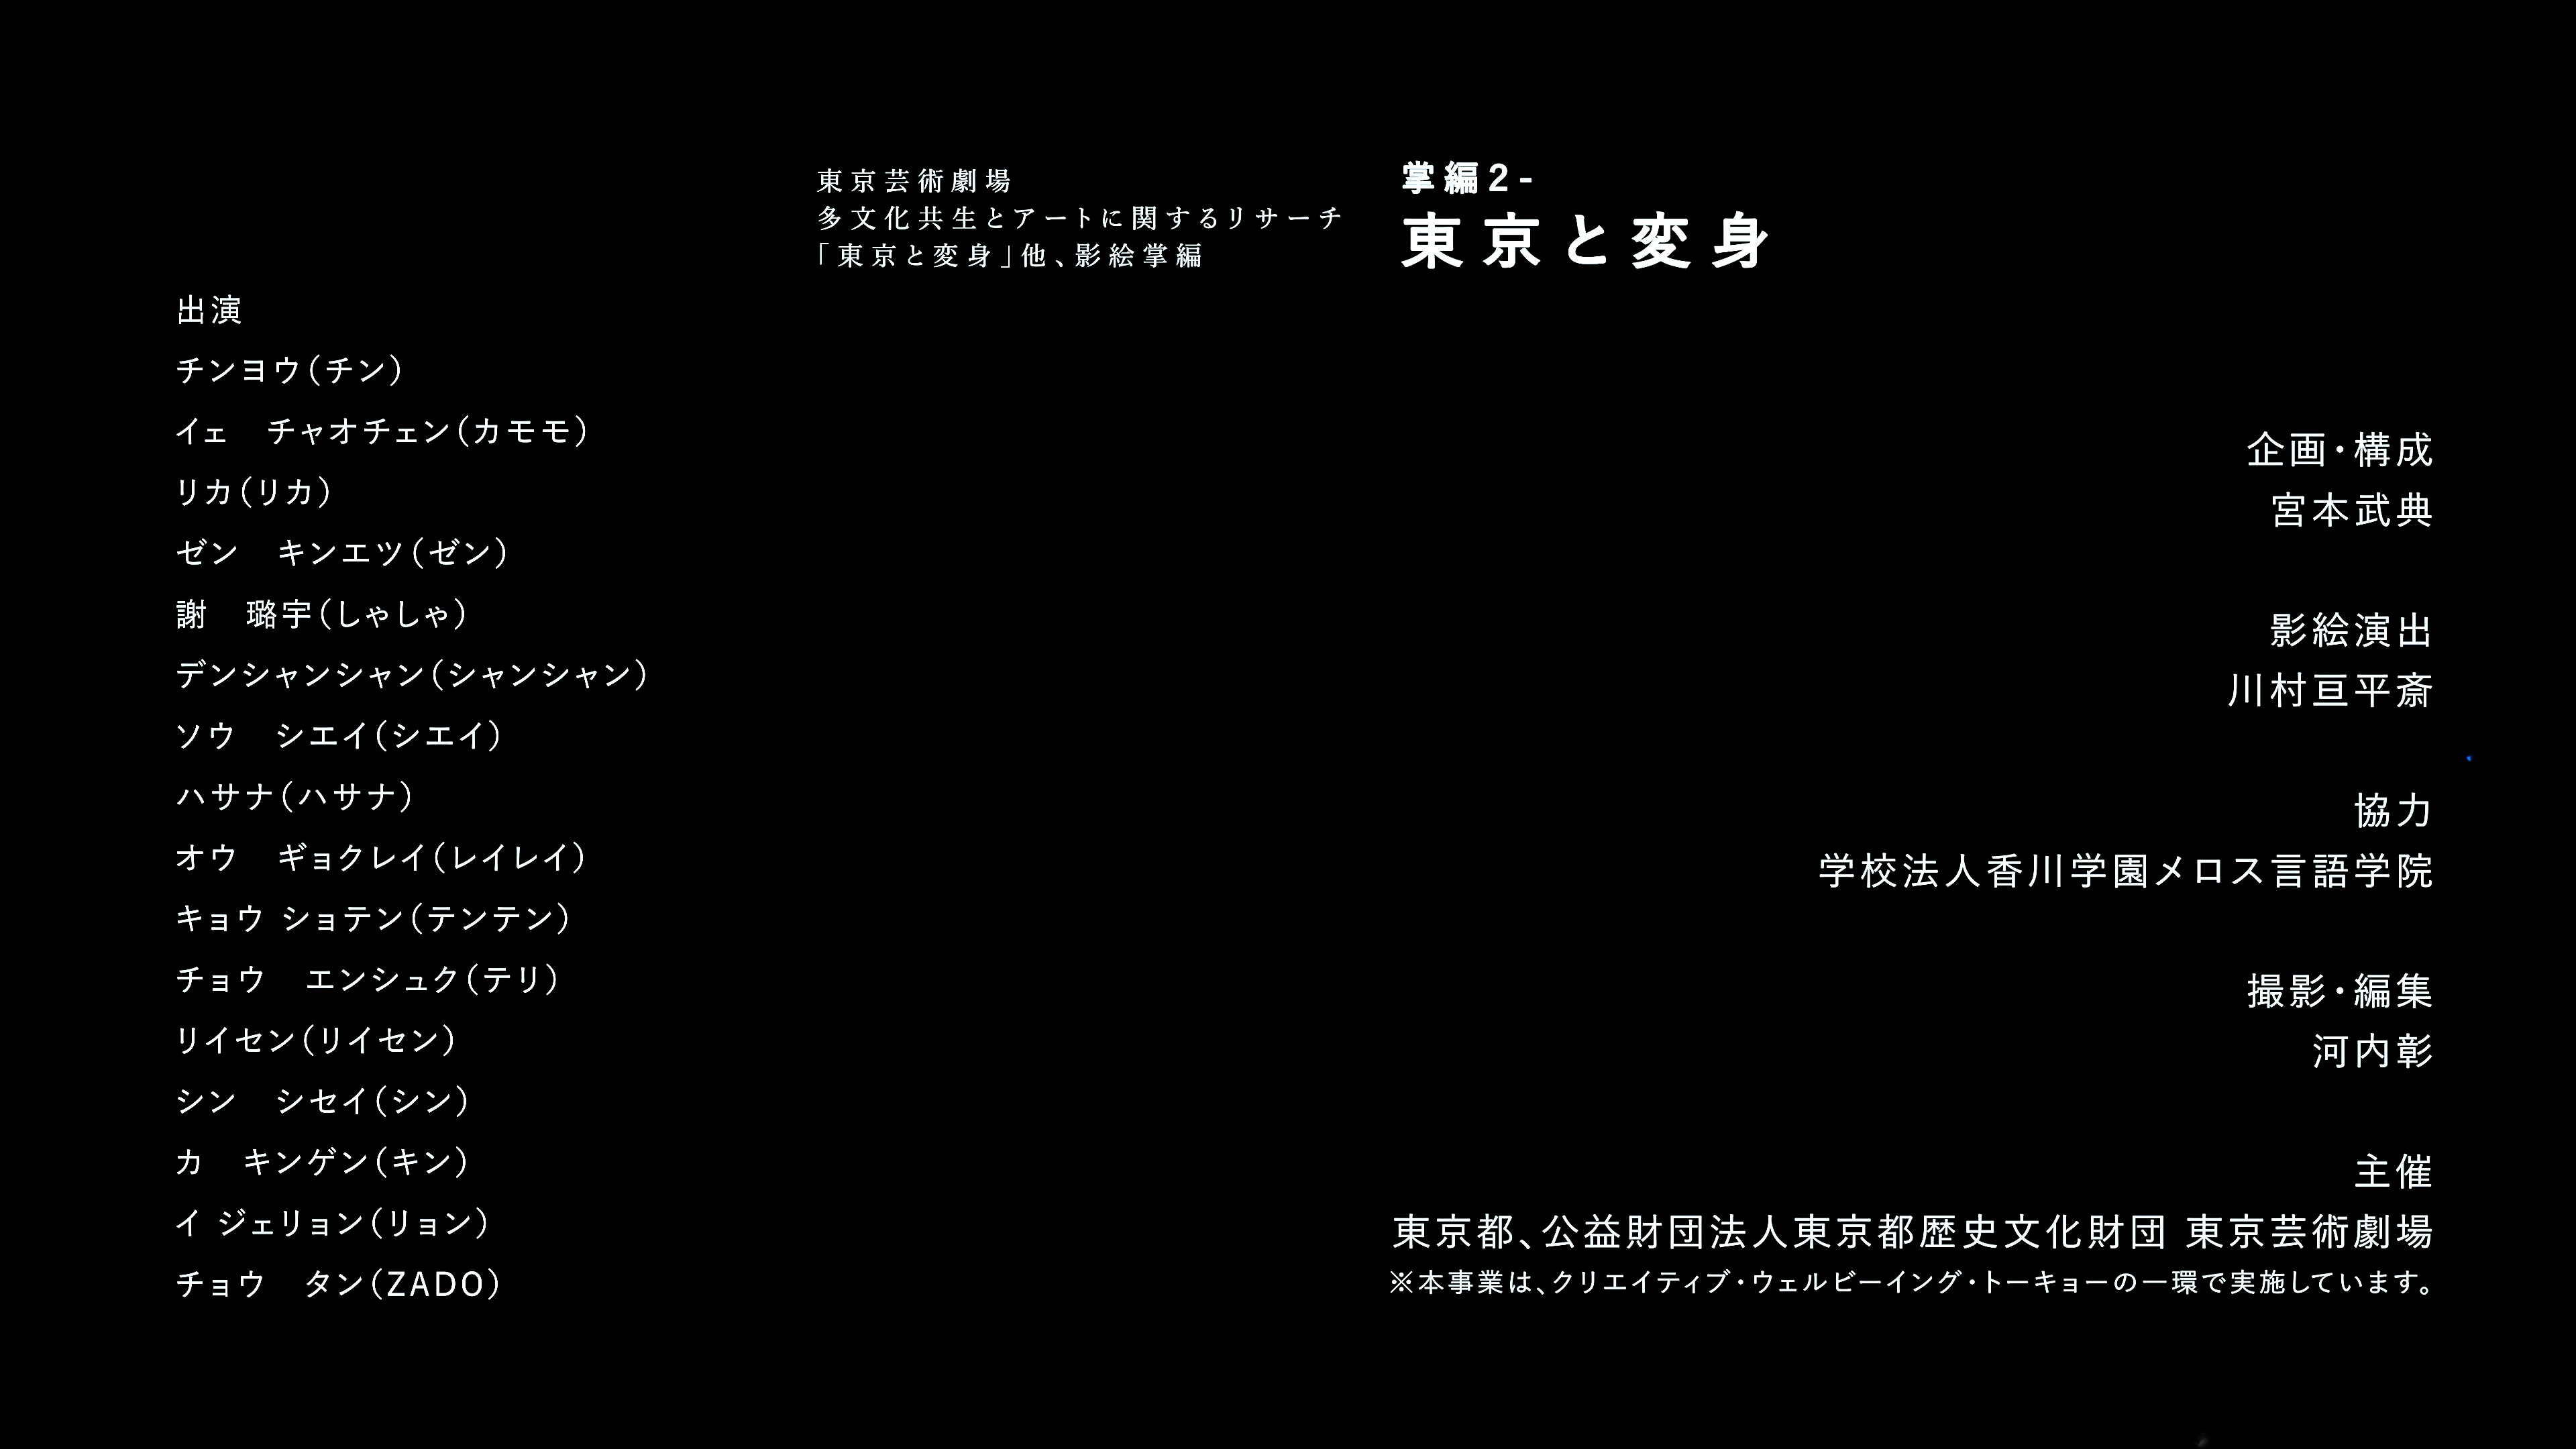 東京芸術劇場
多文化共生とアートに関するリサーチ
「東京と変身」他、影絵掌編
掌編2-
東京と変身
出演
チンヨウ(チン)
イェ　チャオチェン(カモモ)
リカ(リカ)
ゼン　キンエツ(ゼン)
謝　璐宇(しゃしゃ)
デンシャンシャン(シャンシャン)
ソウ　シエイ(シエイ)
ハサナ(ハサナ)
オウ　ギョクレイ(レイレイ)
キョウ ショテン(テンテン)
チョウ　エンシュク(テリ)
リイセン(リイセン)
シン　シセイ(シン)
カ　キンゲン(キン)
イ ジェリョン(リョン)
チョウ　タン(ZADO)
企画・構成
宮本武典
影絵演出
川村亘平斎
協力
学校法人香川学園メロス言語学院
撮影・編集
河内彰
主催
東京都、公益財団法人東京都歴史文化財団 東京芸術劇場
※本事業は、クリエイティブ・ウェルビーイング・トーキョーの一環で実施しています。